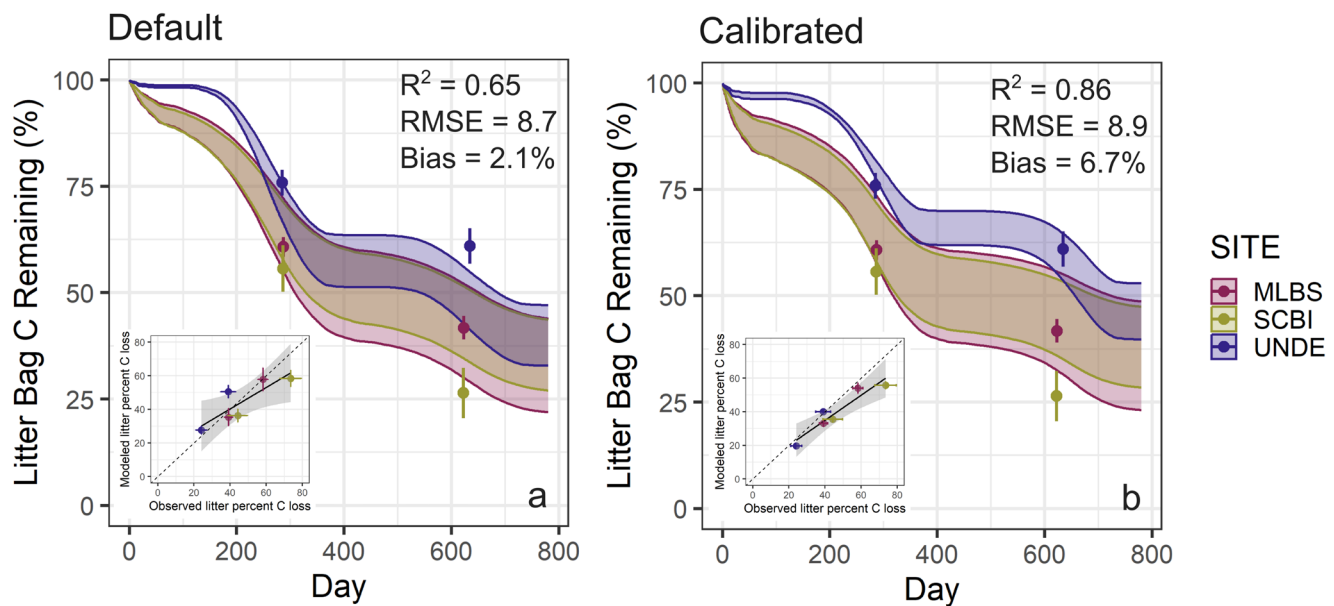 Default
Calibrated
R² = 0.65
RMSE = 8.7
Bias = 2.1%
R² = 0.86
RMSE = 8.9
Bias = 6.7%
Litter Bag C Remaining (%)
100
75
50
25
0
0
200
400
600
800
Day
a
Modeled litter percent C loss
80
60
40
20
0
0
20
40
60
80
Observed litter percent C loss
Litter Bag C Remaining (%)
100
75
50
25
0
0
200
400
600
800
Day
b
Modeled litter percent C loss
80
60
40
20
0
0
20
40
60
80
Observed litter percent C loss
SITE
MLBS
SCBI
UNDE